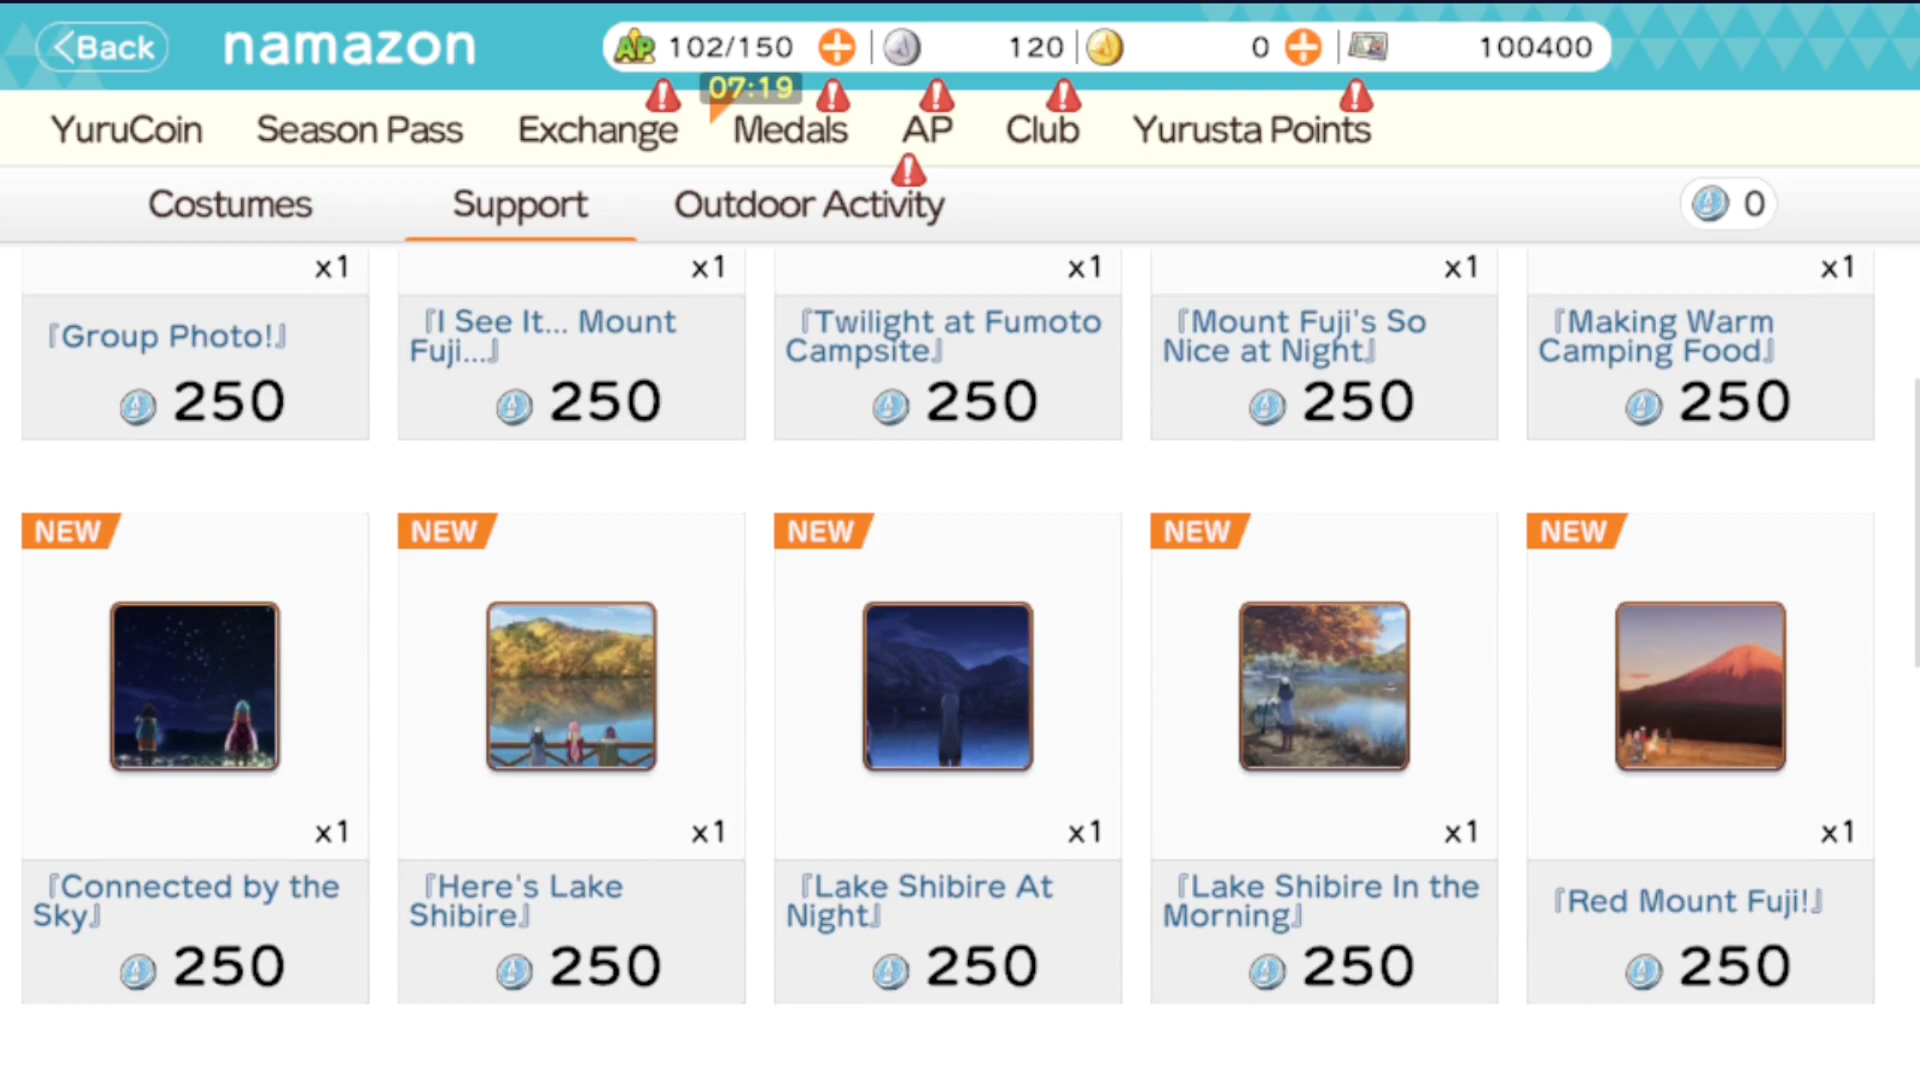 Back
namazon
AP 102/150
120
0
100400
07:19
YuruCoin
Season Pass
Exchange
Medals
AP
Club
Yurusta Points
Costumes
Support
Outdoor Activity
0
x1
x1
x1
x1
x1
『Group Photo!』
250
『I See It... Mount
Fuji...』
250
『Twilight at Fumoto
Campsite』
250
『Mount Fuji's So
Nice at Night』
250
『Making Warm
Camping Food』
250
NEW
x1
『Connected by the
Sky』
250
NEW
x1
『Here's Lake
Shibire』
250
NEW
x1
『Lake Shibire At
Night』
250
NEW
x1
『Lake Shibire In the
Morning』
250
NEW
x1
『Red Mount Fuji!』
250